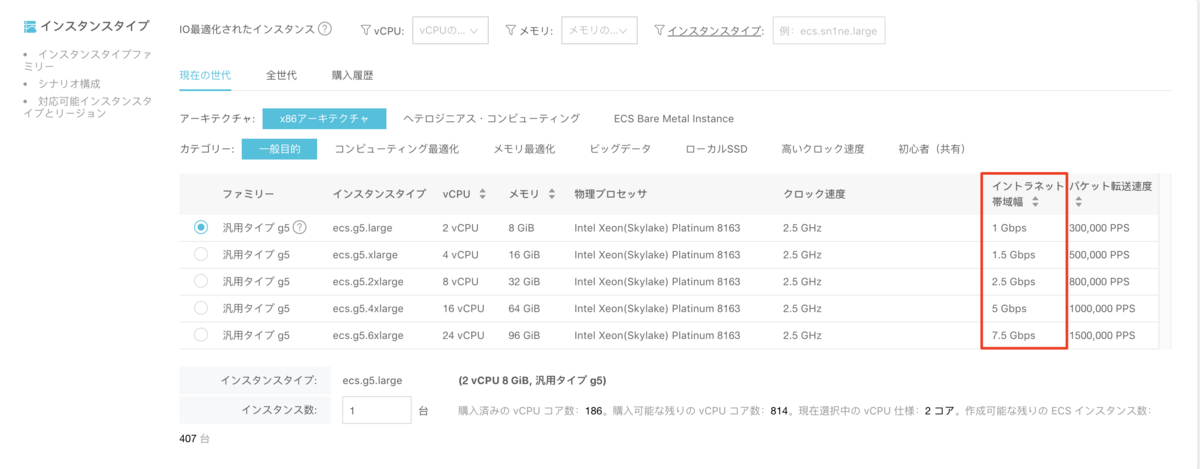 インスタンスタイプ
• インスタンスタイプファ
ミリー
• シナリオ構成
• 対応可能インスタンスタ
イプとリージョン
IO最適化されたインスタンス ? vCPU: vCPUの... メモリ: メモリの... インスタンスタイプ: 例：ecs.sn1ne.large
現在の世代 全世代 購入履歴
アーキテクチャ: x86アーキテクチャ ヘテロジニアス・コンピューティング ECS Bare Metal Instance
カテゴリー: 一般目的 コンピューティング最適化 メモリ最適化 ビッグデータ ローカルSSD 高いクロック速度 初心者（共有）
ファミリー インスタンスタイプ vCPU メモリ 物理プロセッサ クロック速度 イントラネット帯域幅 パケット転送速度
汎用タイプ g5 ? ecs.g5.large 2 vCPU 8 GiB Intel Xeon(Skylake) Platinum 8163 2.5 GHz 1 Gbps 300,000 PPS
汎用タイプ g5 ecs.g5.xlarge 4 vCPU 16 GiB Intel Xeon(Skylake) Platinum 8163 2.5 GHz 1.5 Gbps 500,000 PPS
汎用タイプ g5 ecs.g5.2xlarge 8 vCPU 32 GiB Intel Xeon(Skylake) Platinum 8163 2.5 GHz 2.5 Gbps 800,000 PPS
汎用タイプ g5 ecs.g5.4xlarge 16 vCPU 64 GiB Intel Xeon(Skylake) Platinum 8163 2.5 GHz 5 Gbps 1000,000 PPS
汎用タイプ g5 ecs.g5.6xlarge 24 vCPU 96 GiB Intel Xeon(Skylake) Platinum 8163 2.5 GHz 7.5 Gbps 1500,000 PPS
インスタンスタイプ: ecs.g5.large (2 vCPU 8 GiB, 汎用タイプ g5)
インスタンス数: 1 台 購入済みの vCPU コア数：186。購入可能な残りの vCPU コア数：814。現在選択中の vCPU 仕様：2 コア。作成可能な残りの ECS インスタンス数：
407 台